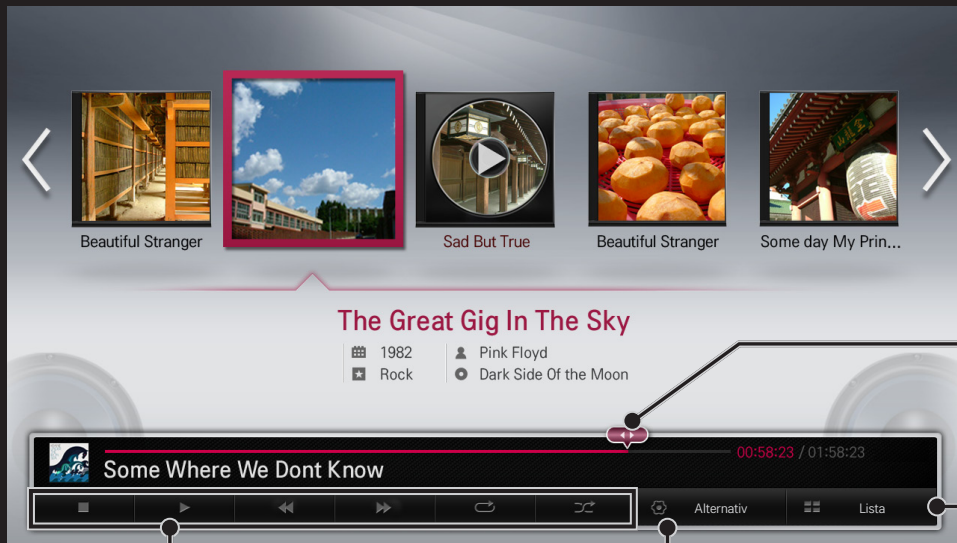 Beautiful Stranger
Sad But True
Beautiful Stranger
Some day My Prin...
The Great Gig In The Sky
1982
Pink Floyd
Rock
Dark Side Of the Moon
00:58:23 / 01:58:23
Some Where We Dont Know
Alternativ
Lista